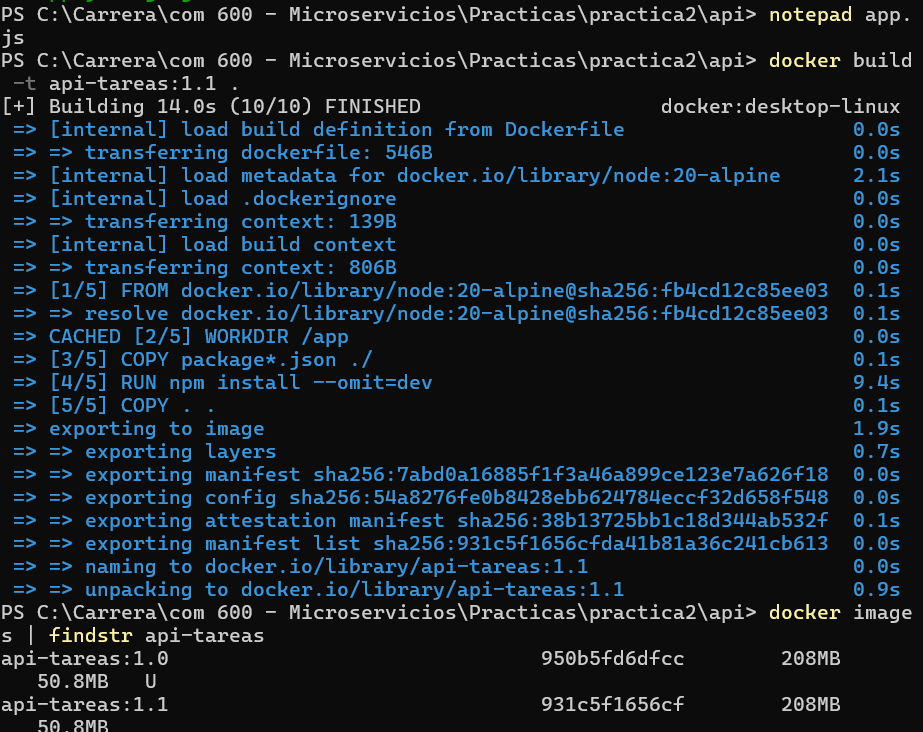 PS C:\Carrera\com 600 - Microservicios\Practicas\practica2\api> notepad app.
js
PS C:\Carrera\com 600 - Microservicios\Practicas\practica2\api> docker build
 -t api-tareas:1.1 .
[+] Building 14.0s (10/10) FINISHED                    docker:desktop-linux
 => [internal] load build definition from Dockerfile                   0.0s
 => => transferring dockerfile: 546B                                   0.0s
 => [internal] load metadata for docker.io/library/node:20-alpine      2.1s
 => [internal] load .dockerignore                                      0.0s
 => => transferring context: 139B                                      0.0s
 => [internal] load build context                                      0.0s
 => => transferring context: 806B                                      0.0s
 => [1/5] FROM docker.io/library/node:20-alpine@sha256:fb4cd12c85ee03  0.1s
 => => resolve docker.io/library/node:20-alpine@sha256:fb4cd12c85ee03  0.1s
 => CACHED [2/5] WORKDIR /app                                          0.0s
 => [3/5] COPY package*.json ./                                        0.1s
 => [4/5] RUN npm install --omit=dev                                   9.4s
 => [5/5] COPY . .                                                     0.1s
 => exporting to image                                                 1.9s
 => => exporting layers                                                0.7s
 => => exporting manifest sha256:7abd0a16885f1f3a46a899ce123e7a626f18  0.0s
 => => exporting config sha256:54a8276fe0b8428ebb624784eccf32d658f548  0.0s
 => => exporting attestation manifest sha256:38b13725bb1c18d344ab532f  0.1s
 => => exporting manifest list sha256:931c5f1656cfda41b81a36c241cb613  0.0s
 => => naming to docker.io/library/api-tareas:1.1                      0.0s
 => => unpacking to docker.io/library/api-tareas:1.1                   0.9s
PS C:\Carrera\com 600 - Microservicios\Practicas\practica2\api> docker image
s | findstr api-tareas
api-tareas:1.0                               950b5fd6dfcc        208MB
   50.8MB   U
api-tareas:1.1                               931c5f1656cf        208MB
   50.8MB